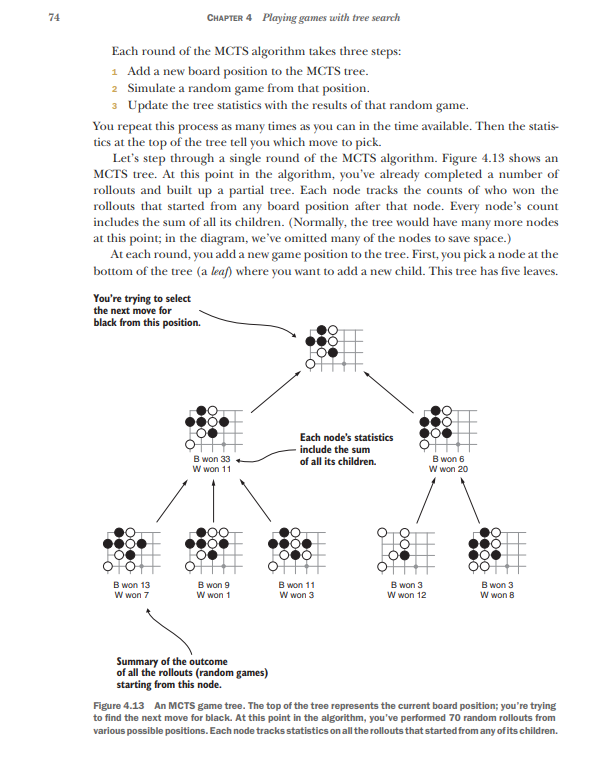 74
CHAPTER 4 Playing games with tree search
Each round of the MCTS algorithm takes three steps:
1 Add a new board position to the MCTS tree.
2 Simulate a random game from that position.
3 Update the tree statistics with the results of that random game.
You repeat this process as many times as you can in the time available. Then the statis-
tics at the top of the tree tell you which move to pick.
Let's step through a single round of the MCTS algorithm. Figure 4.13 shows an
MCTS tree. At this point in the algorithm, you've already completed a number of
rollouts and built up a partial tree. Each node tracks the counts of who won the
rollouts that started from any board position after that node. Every node's count
includes the sum of all its children. (Normally, the tree would have many more nodes
at this point; in the diagram, we've omitted many of the nodes to save space.)
At each round, you add a new game position to the tree. First, you pick a node at the
bottom of the tree (a leaf) where you want to add a new child. This tree has five leaves.
You're trying to select
the next move for
black from this position.
B won 33
W won 11
Each node's statistics
include the sum
of all its children.
B won 6
W won 20
B won 13
W won 7
B won 9
W won 1
B won 11
W won 3
B won 3
W won 12
B won 3
W won 8
Summary of the outcome
of all the rollouts (random games)
starting from this node.
Figure 4.13 An MCTS game tree. The top of the tree represents the current board position; you're trying
to find the next move for black. At this point in the algorithm, you've performed 70 random rollouts from
various possible positions. Each node tracks statistics on all the rollouts that started from any of its children.